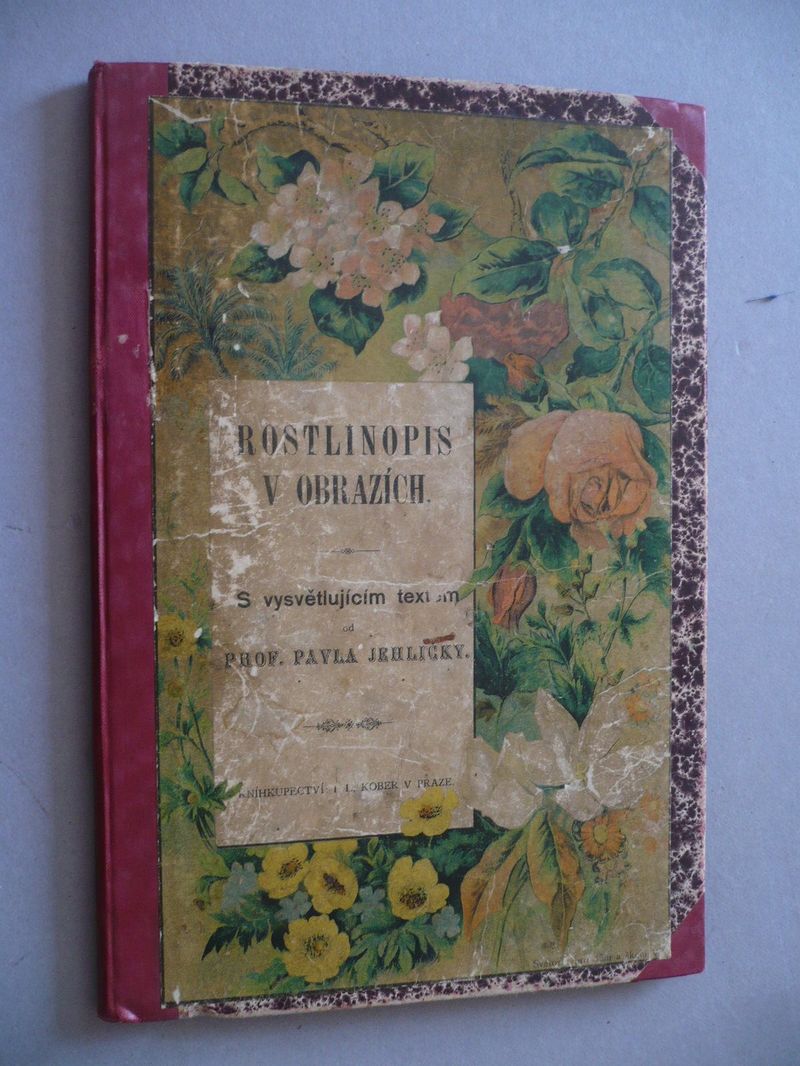 ROSTLINOPIS
V OBRAZÍCH.
S vysvětlujícím textem
od
PROF. PAVLA JEHLIČKY.
KNIHKUPECTVÍ: I. L. KOBER V PRAZE.